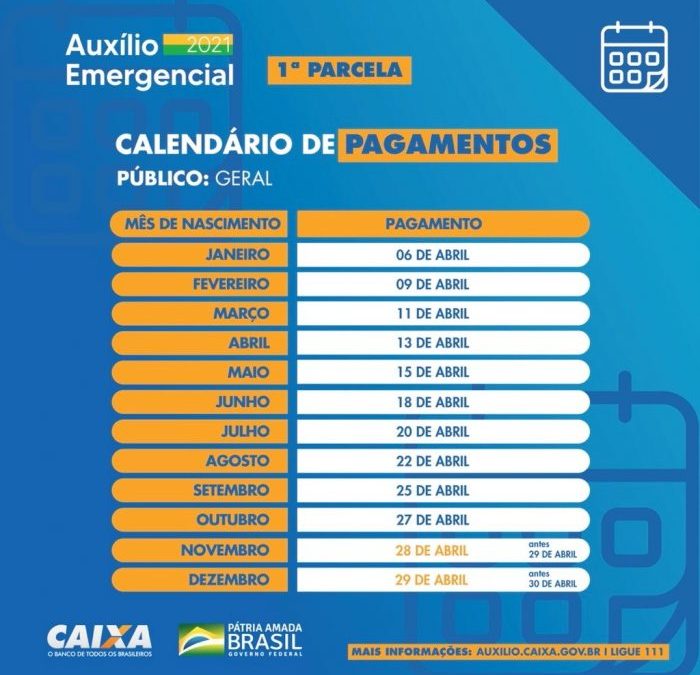 Auxílio 2021
Emergencial
1ª PARCELA
CALENDÁRIO DE PAGAMENTOS
PÚBLICO: GERAL
MÊS DE NASCIMENTO PAGAMENTO
JANEIRO 06 DE ABRIL
FEVEREIRO 09 DE ABRIL
MARÇO 11 DE ABRIL
ABRIL 13 DE ABRIL
MAIO 15 DE ABRIL
JUNHO 18 DE ABRIL
JULHO 20 DE ABRIL
AGOSTO 22 DE ABRIL
SETEMBRO 25 DE ABRIL
OUTUBRO 27 DE ABRIL
NOVEMBRO 28 DE ABRIL antes 29 DE ABRIL
DEZEMBRO 29 DE ABRIL antes 30 DE ABRIL
CAIXA
O BANCO DE TODOS OS BRASILEIROS
PÁTRIA AMADA
BRASIL
GOVERNO FEDERAL
MAIS INFORMAÇÕES: AUXILIO.CAIXA.GOV.BR I LIGUE 111